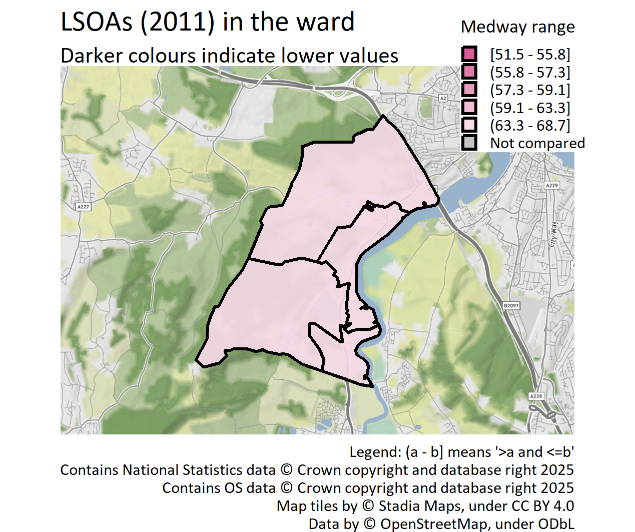 LSOAs (2011) in the ward
Darker colours indicate lower values
Medway range
[51.5 - 55.8]
(55.8 - 57.3]
(57.3 - 59.1]
(59.1 - 63.3]
(63.3 - 68.7]
Not compared
A2
A229
A227
City Way
B2097
A229
Legend: (a - b] means '>a and <=b'
Contains National Statistics data © Crown copyright and database right 2025
Contains OS data © Crown copyright and database right 2025
Map tiles by © Stadia Maps, under CC BY 4.0
Data by © OpenStreetMap, under ODbL